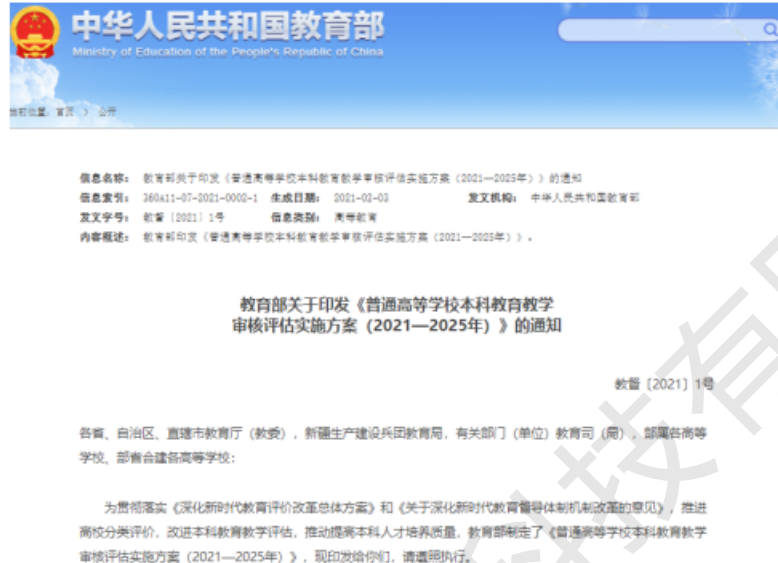 中华人民共和国教育部
Ministry of Education of the People's Republic of China
当前位置：首页 > 公开
信息名称： 教育部关于印发《普通高等学校本科教育教学审核评估实施方案（2021—2025年）》的通知
信息索引： 360A11-07-2021-0002-1 生成日期： 2021-02-03 发文机构： 中华人民共和国教育部
发文字号： 教督〔2021〕1号 信息类别： 高等教育
内容概述： 教育部印发《普通高等学校本科教育教学审核评估实施方案（2021—2025年）》。
教育部关于印发《普通高等学校本科教育教学
审核评估实施方案（2021—2025年）》的通知
教督〔2021〕1号
各省、自治区、直辖市教育厅（教委），新疆生产建设兵团教育局，有关部门（单位）教育司（局），部属各高等
学校、部省合建各高等学校：
为贯彻落实《深化新时代教育评价改革总体方案》和《关于深化新时代教育督导体制机制改革的意见》，推进
高校分类评价，改进本科教育教学评估，推动提高本科人才培养质量，教育部制定了《普通高等学校本科教育教学
审核评估实施方案（2021—2025年）》，现印发给你们，请遵照执行。
科技有